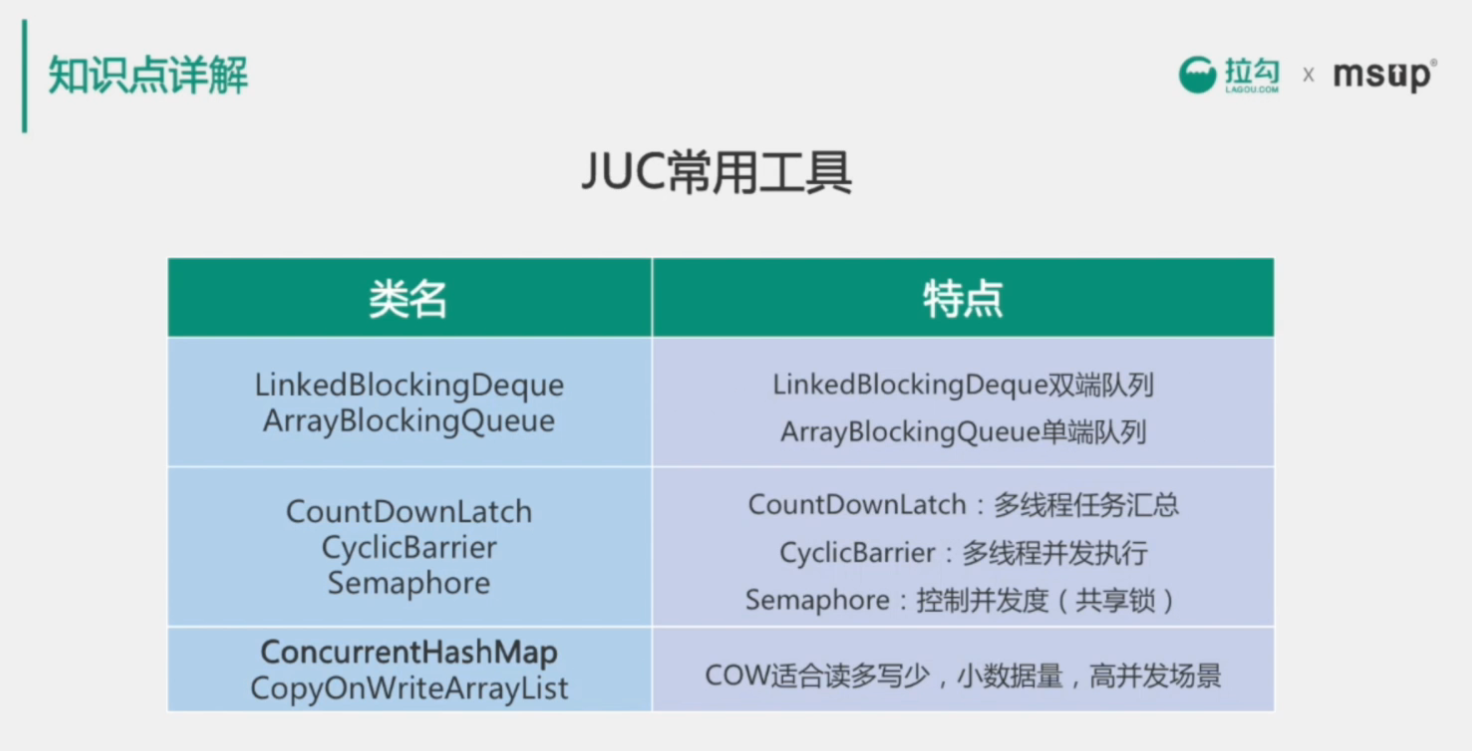 知识点详解
拉勾
LAGOU.COM
x
msup®
JUC常用工具
类名
特点
LinkedBlockingDeque
ArrayBlockingQueue
LinkedBlockingDeque双端队列
ArrayBlockingQueue单端队列
CountDownLatch
CyclicBarrier
Semaphore
CountDownLatch：多线程任务汇总
CyclicBarrier：多线程并发执行
Semaphore：控制并发度（共享锁）
ConcurrentHashMap
CopyOnWriteArrayList
COW适合读多写少，小数据量，高并发场景